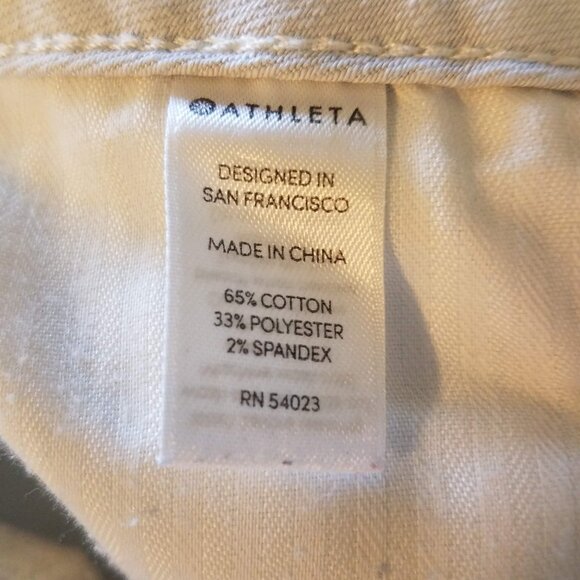 ATHLETA
DESIGNED IN
SAN FRANCISCO
MADE IN CHINA
65% COTTON
33% POLYESTER
2% SPANDEX
RN 54023